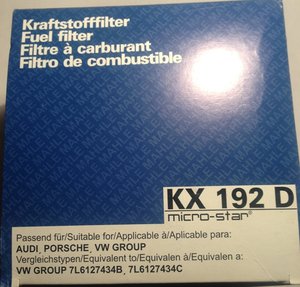 Kraftstofffilter
Fuel filter
Filtre à carburant
Filtro de combustible
KX 192 D
micro-star®
Passend für/Suitable for/Applicable à/Aplicable para:
AUDI, PORSCHE, VW GROUP
Vergleichstypen/Equivalent to/Equivalen à/Equivalen a:
VW GROUP 7L6127434B, 7L6127434C